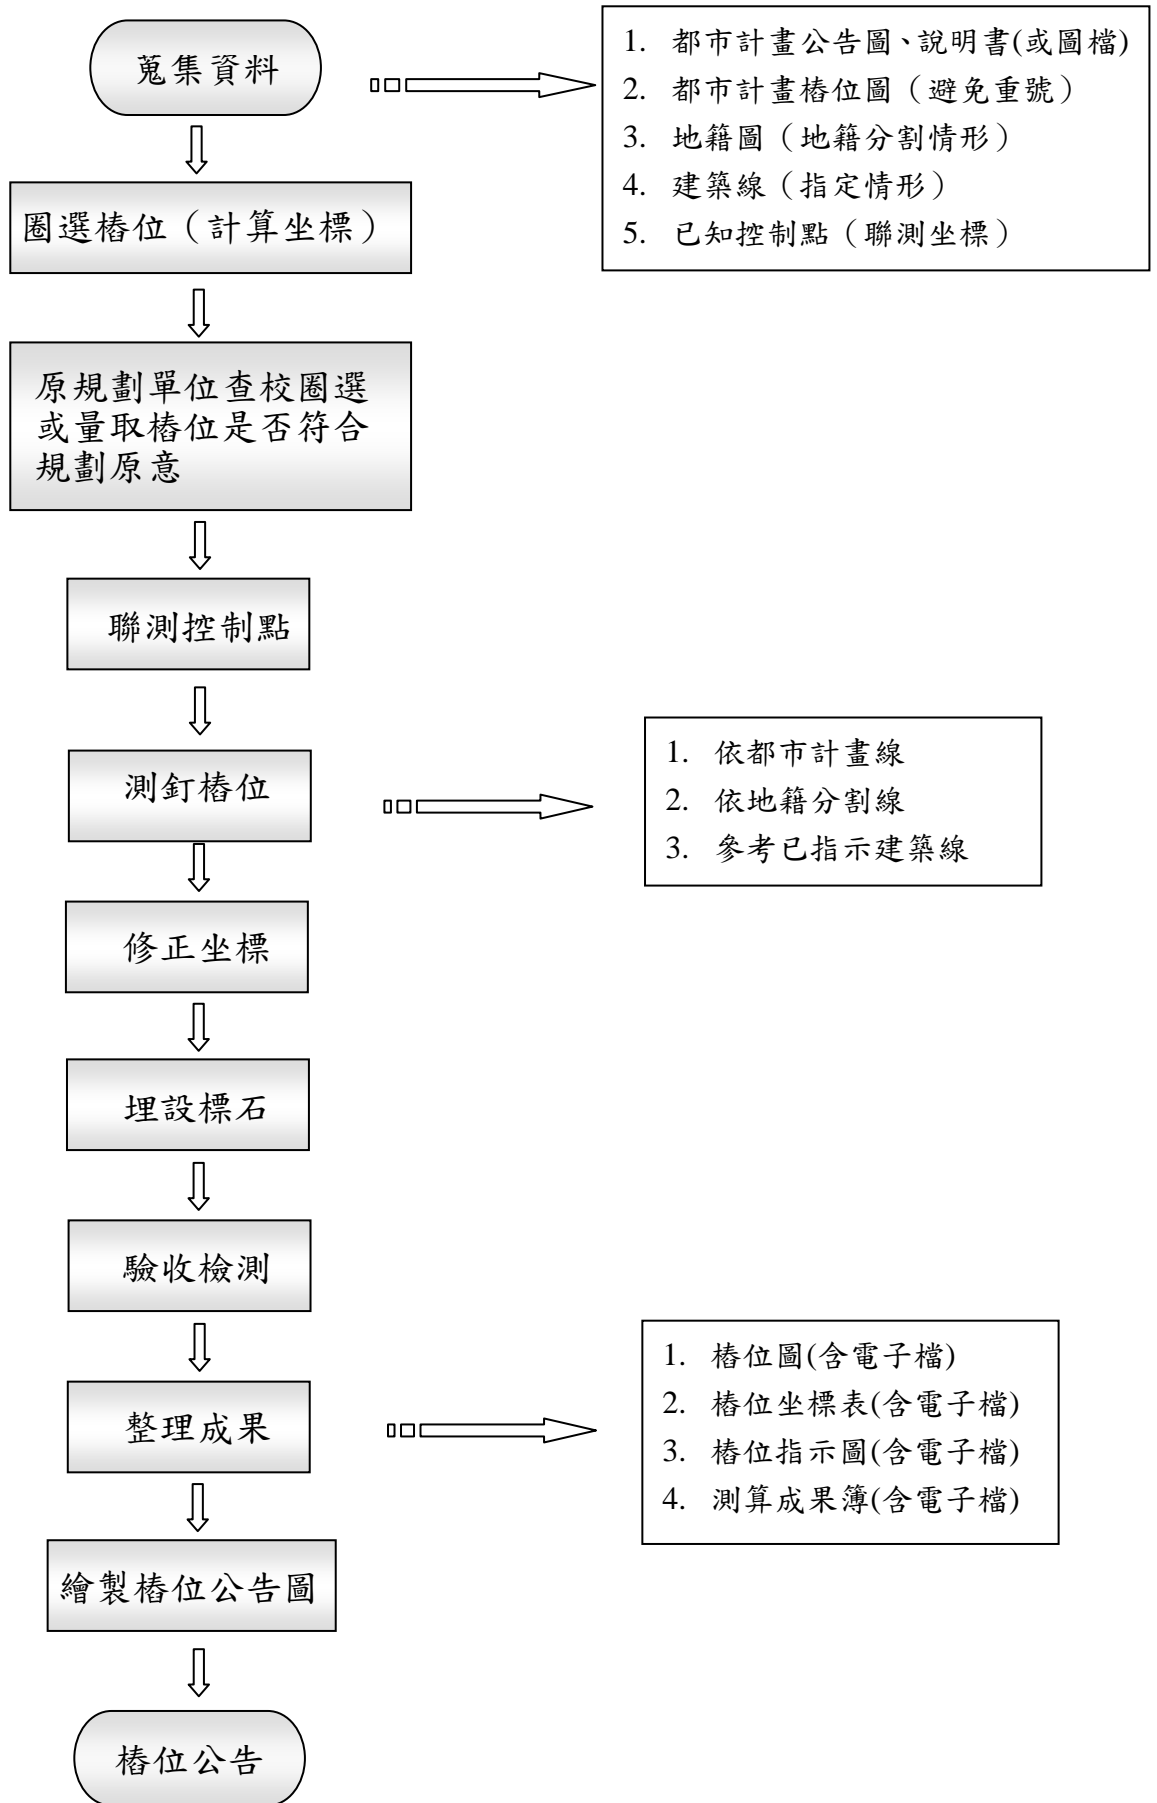 蒐集資料
1. 都市計畫公告圖、說明書(或圖檔)
2. 都市計畫樁位圖（避免重號）
3. 地籍圖（地籍分割情形）
4. 建築線（指定情形）
5. 已知控制點（聯測坐標）
圈選樁位（計算坐標）
原規劃單位查校圈選
或量取樁位是否符合
規劃原意
聯測控制點
測釘樁位
1. 依都市計畫線
2. 依地籍分割線
3. 參考已指示建築線
修正坐標
埋設標石
驗收檢測
整理成果
1. 樁位圖(含電子檔)
2. 樁位坐標表(含電子檔)
3. 樁位指示圖(含電子檔)
4. 測算成果簿(含電子檔)
繪製樁位公告圖
樁位公告